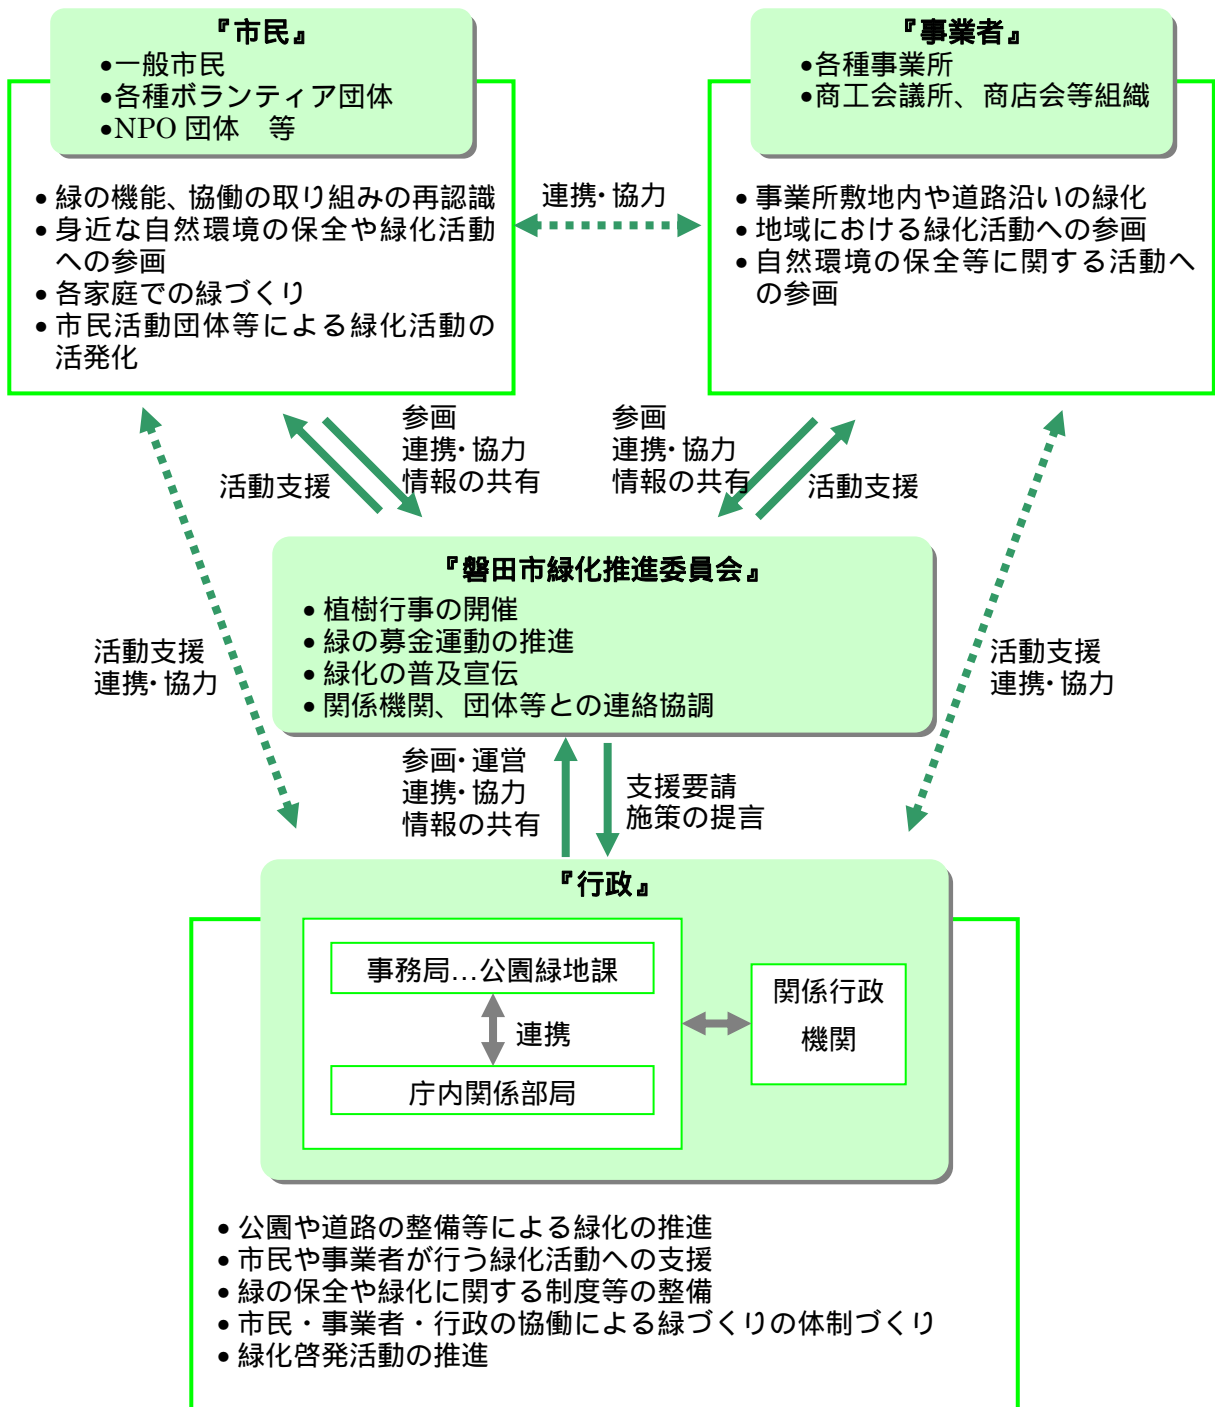 『市民』
●一般市民
●各種ボランティア団体
●NPO 団体　等
● 緑の機能、協働の取り組みの再認識
● 身近な自然環境の保全や緑化活動
への参画
● 各家庭での緑づくり
● 市民活動団体等による緑化活動の
活発化
『事業者』
●各種事業所
●商工会議所、商店会等組織
● 事業所敷地内や道路沿いの緑化
● 地域における緑化活動への参画
● 自然環境の保全等に関する活動へ
の参画
連携・協力
活動支援
参画
連携・協力
情報の共有
参画
連携・協力
情報の共有
活動支援
『磐田市緑化推進委員会』
● 植樹行事の開催
● 緑の募金運動の推進
● 緑化の普及宣伝
● 関係機関、団体等との連絡協調
活動支援
連携・協力
活動支援
連携・協力
参画・運営
連携・協力
情報の共有
支援要請
施策の提言
『行政』
事務局…公園緑地課
連携
庁内関係部局
関係行政
機関
● 公園や道路の整備等による緑化の推進
● 市民や事業者が行う緑化活動への支援
● 緑の保全や緑化に関する制度等の整備
● 市民・事業者・行政の協働による緑づくりの体制づくり
● 緑化啓発活動の推進